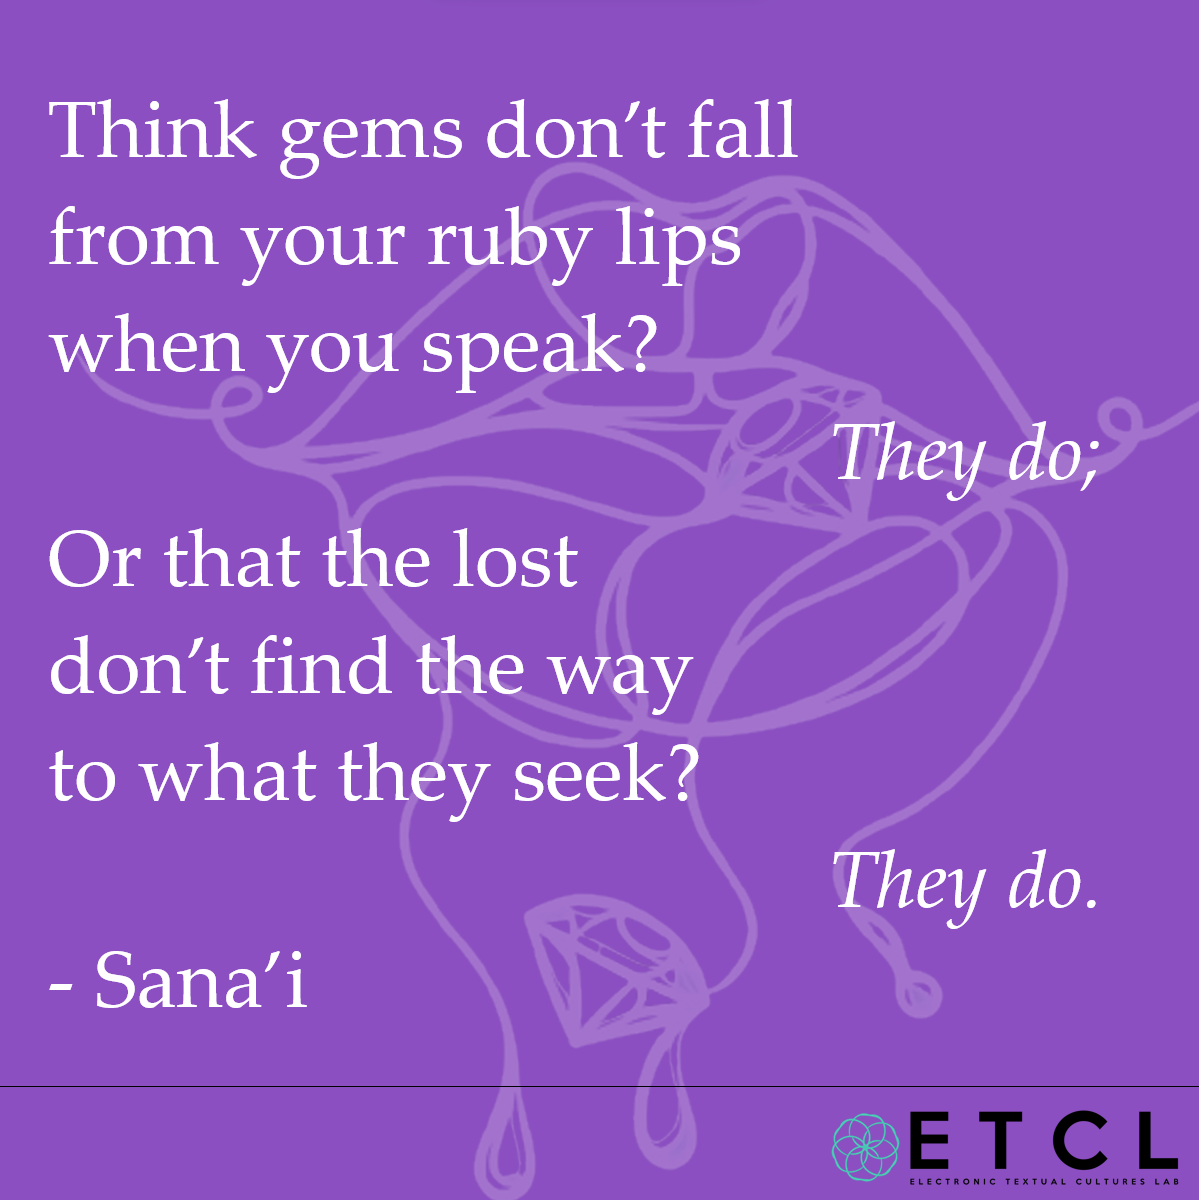 Think gems don’t fall
from your ruby lips
when you speak?
They do;
Or that the lost
don’t find the way
to what they seek?
They do.
- Sana’i
ETCL
ELECTRONIC TEXTUAL CULTURES LAB